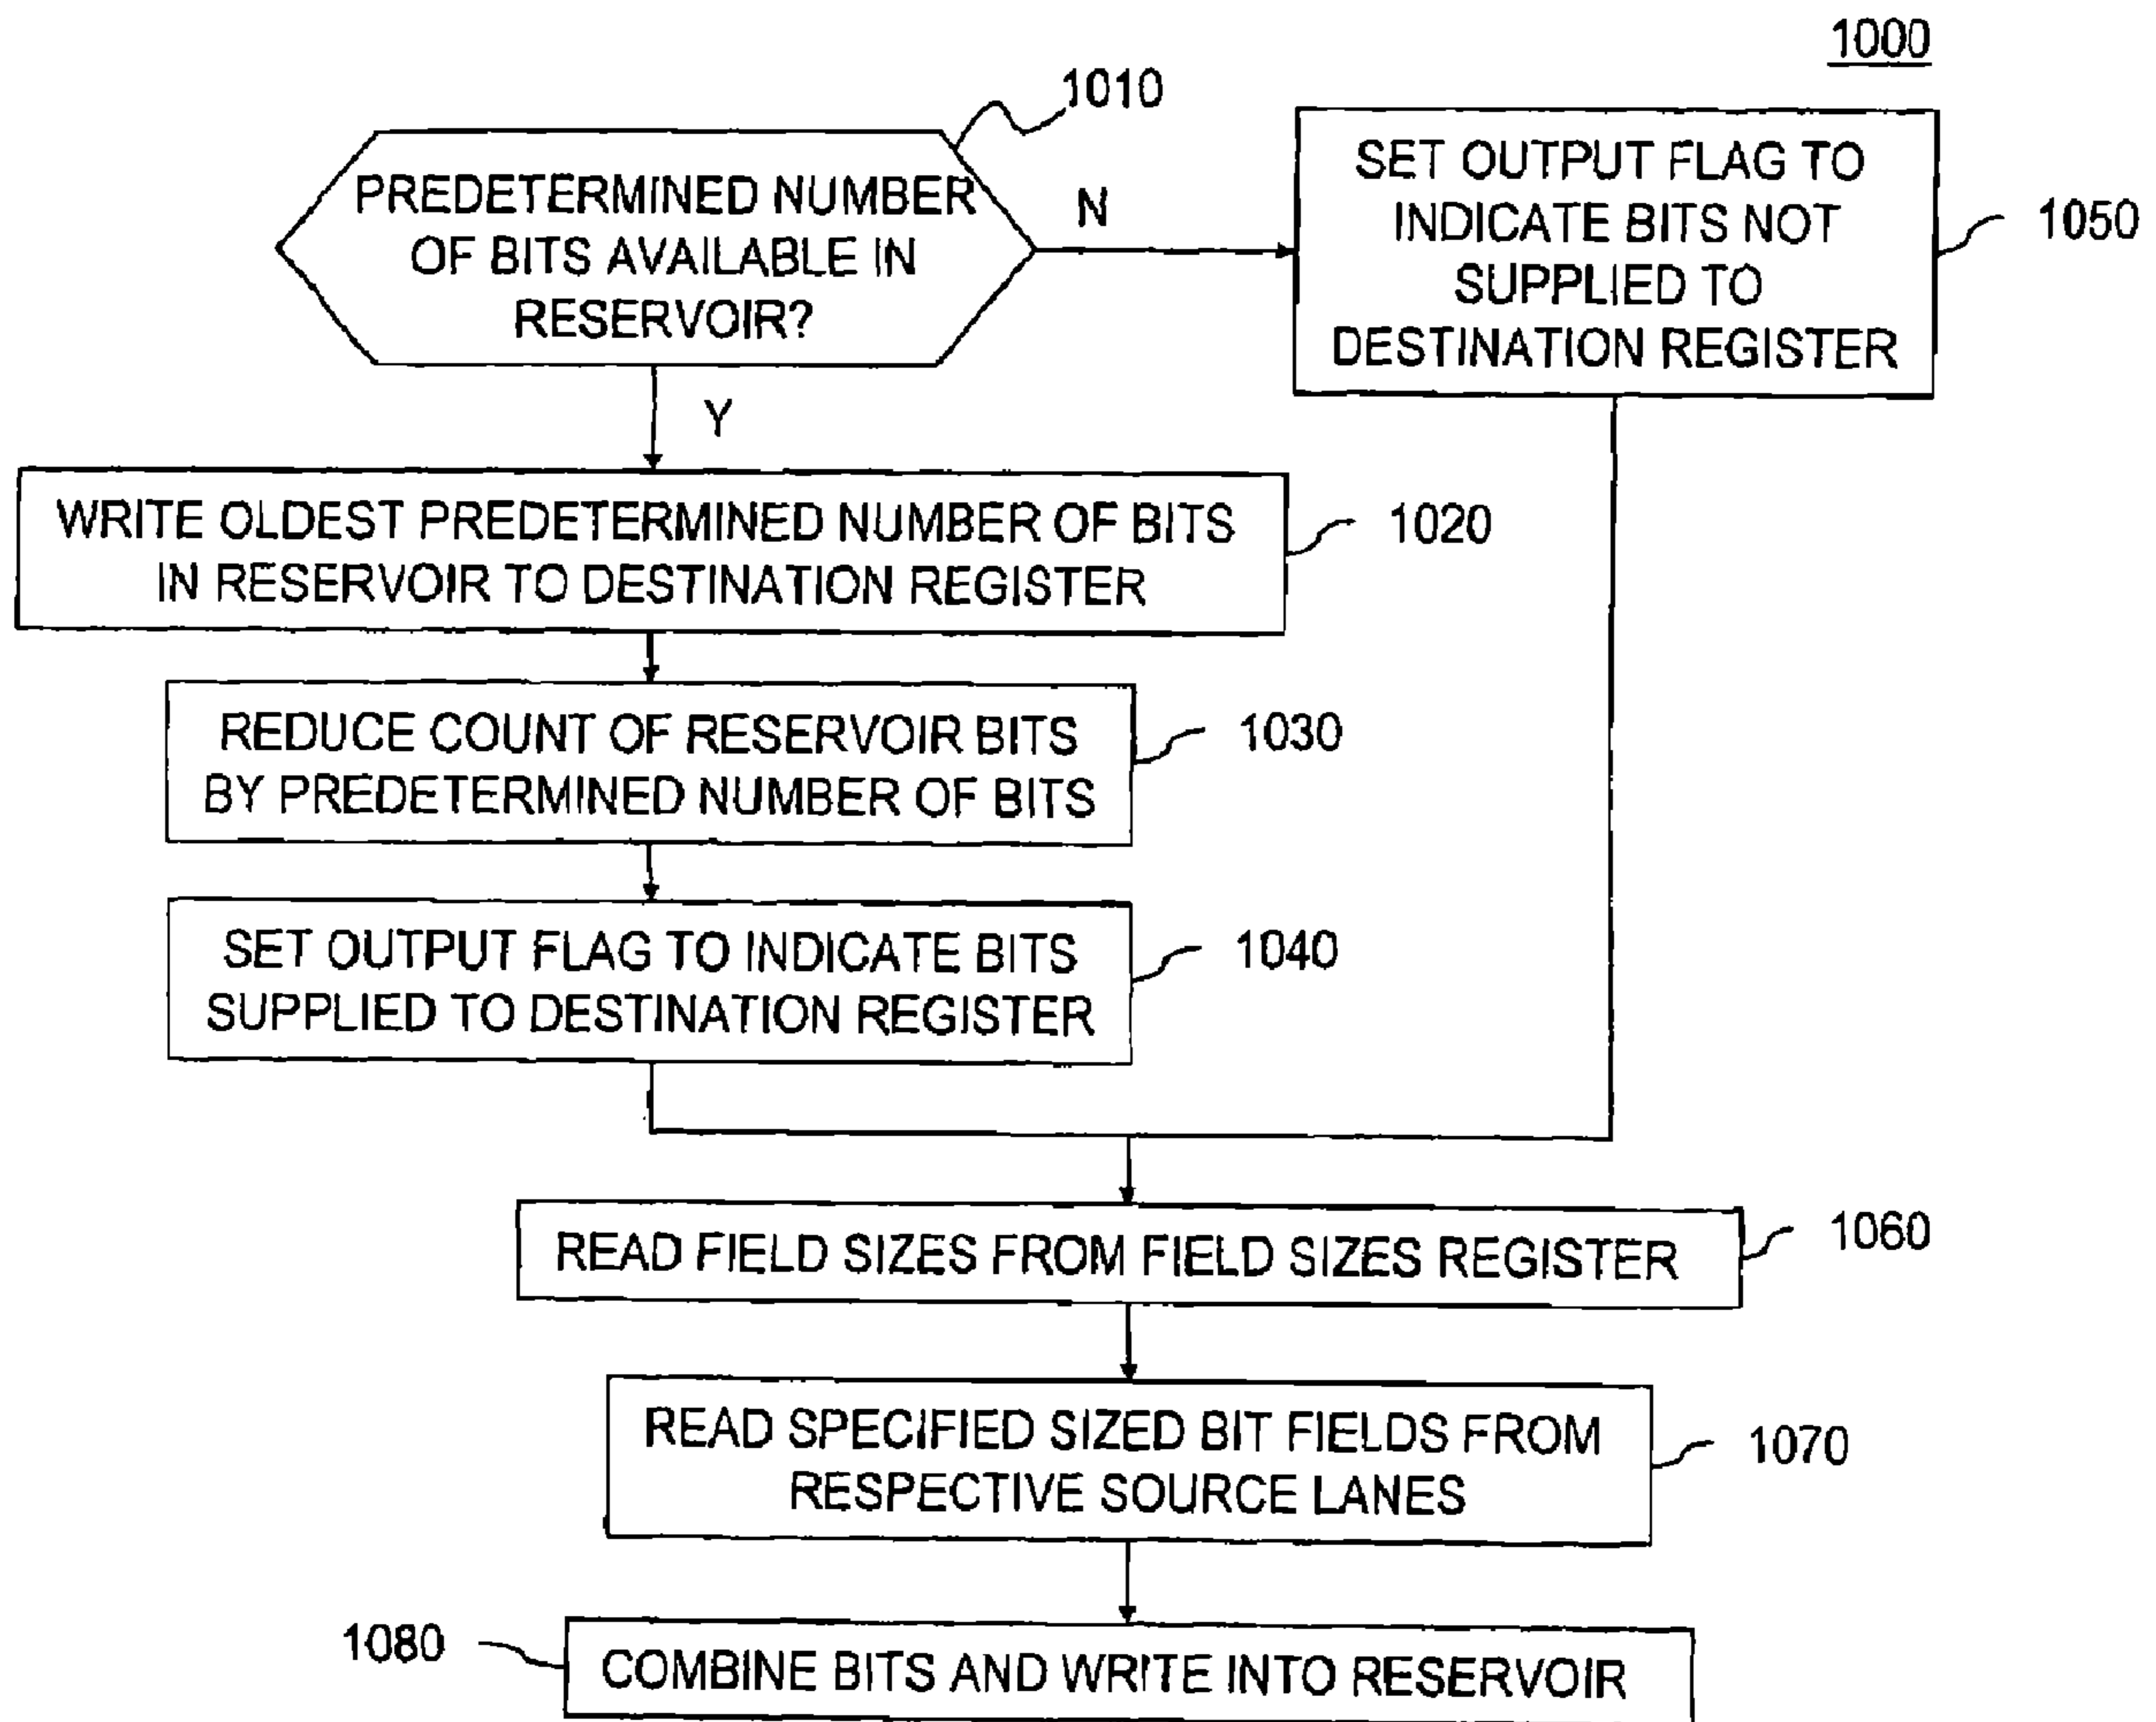 1000
1010
PREDETERMINED NUMBER
OF BITS AVAILABLE IN
RESERVOIR?
N
SET OUTPUT FLAG TO
INDICATE BITS NOT
SUPPLIED TO
DESTINATION REGISTER
1050
Y
WRITE OLDEST PREDETERMINED NUMBER OF BITS
IN RESERVOIR TO DESTINATION REGISTER
1020
REDUCE COUNT OF RESERVOIR BITS
BY PREDETERMINED NUMBER OF BITS
1030
SET OUTPUT FLAG TO INDICATE BITS
SUPPLIED TO DESTINATION REGISTER
1040
READ FIELD SIZES FROM FIELD SIZES REGISTER
1060
READ SPECIFIED SIZED BIT FIELDS FROM
RESPECTIVE SOURCE LANES
1070
1080
COMBINE BITS AND WRITE INTO RESERVOIR